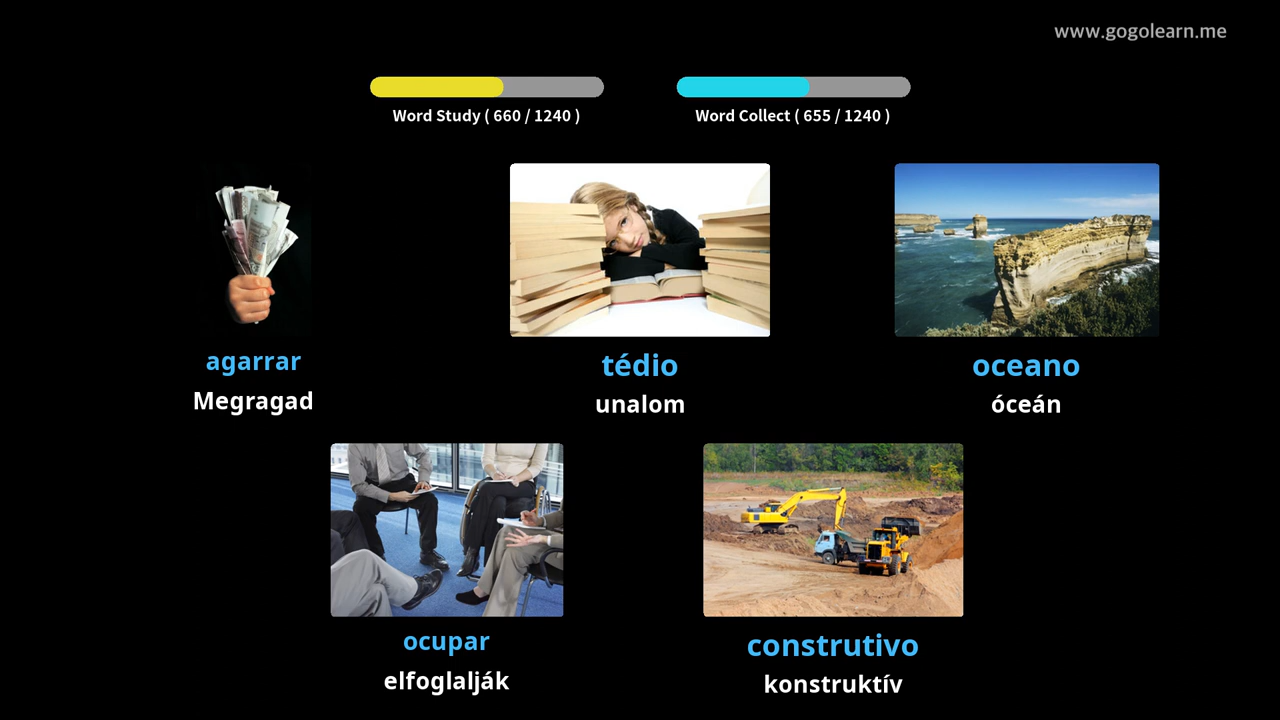 www.gogolearn.me
Word Study ( 660 / 1240 )
Word Collect ( 655 / 1240 )
agarrar
Megragad
tédio
unalom
oceano
óceán
ocupar
elfoglalják
construtivo
konstruktív